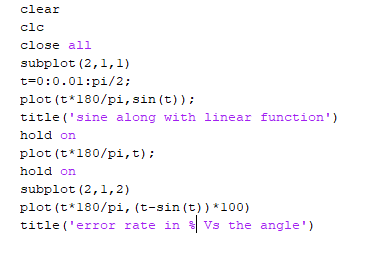 clear
clc
close all
subplot(2,1,1)
t=0:0.01:pi/2;
plot(t*180/pi,sin(t));
title('sine along with linear function')
hold on
plot(t*180/pi,t);
hold on
subplot(2,1,2)
plot(t*180/pi,(t-sin(t))*100)
title('error rate in % Vs the angle')